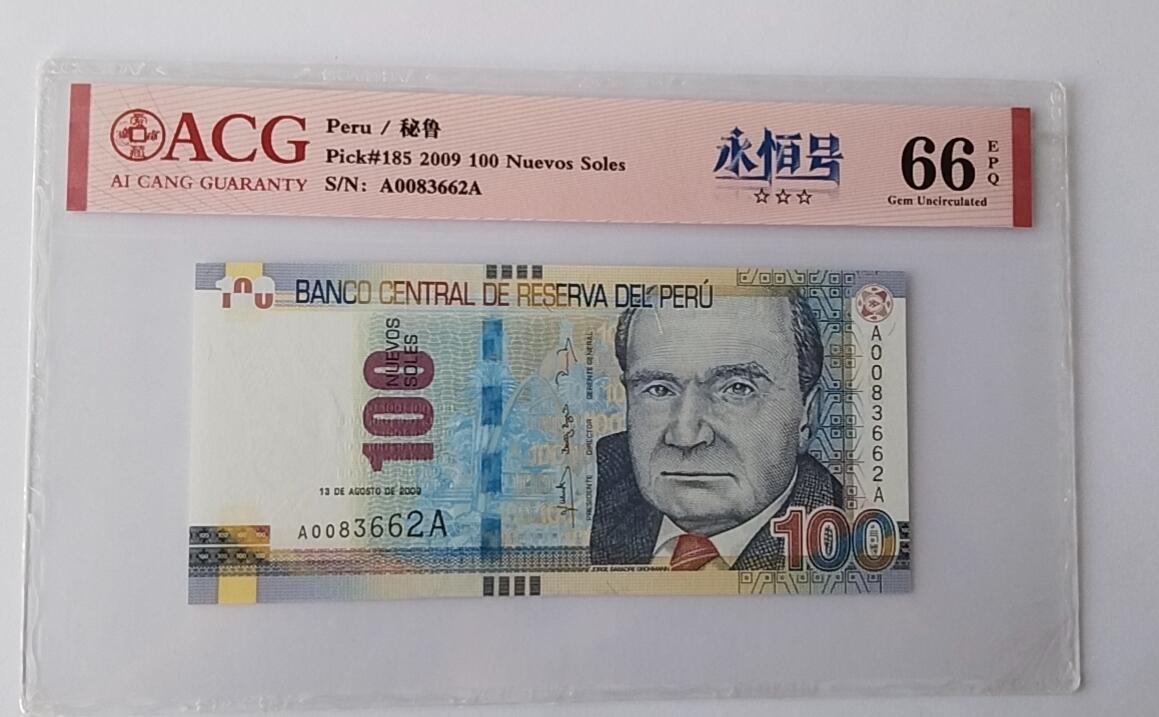 ACG
AI CANG GUARANTY
Peru / 秘鲁
Pick#185 2009 100 Nuevos Soles
S/N: A0083662A
永恒号
☆☆☆
66
EPQ
Gem Uncirculated
100
BANCO CENTRAL DE RESERVA DEL PERÚ
100
NUEVOS
SOLES
13 DE AGOSTO DE 2009
A0083662A
PRESIDENTE
DIRECTOR
GERENTE GENERAL
JORGE BASADRE GROHMANN
A0083662A
100